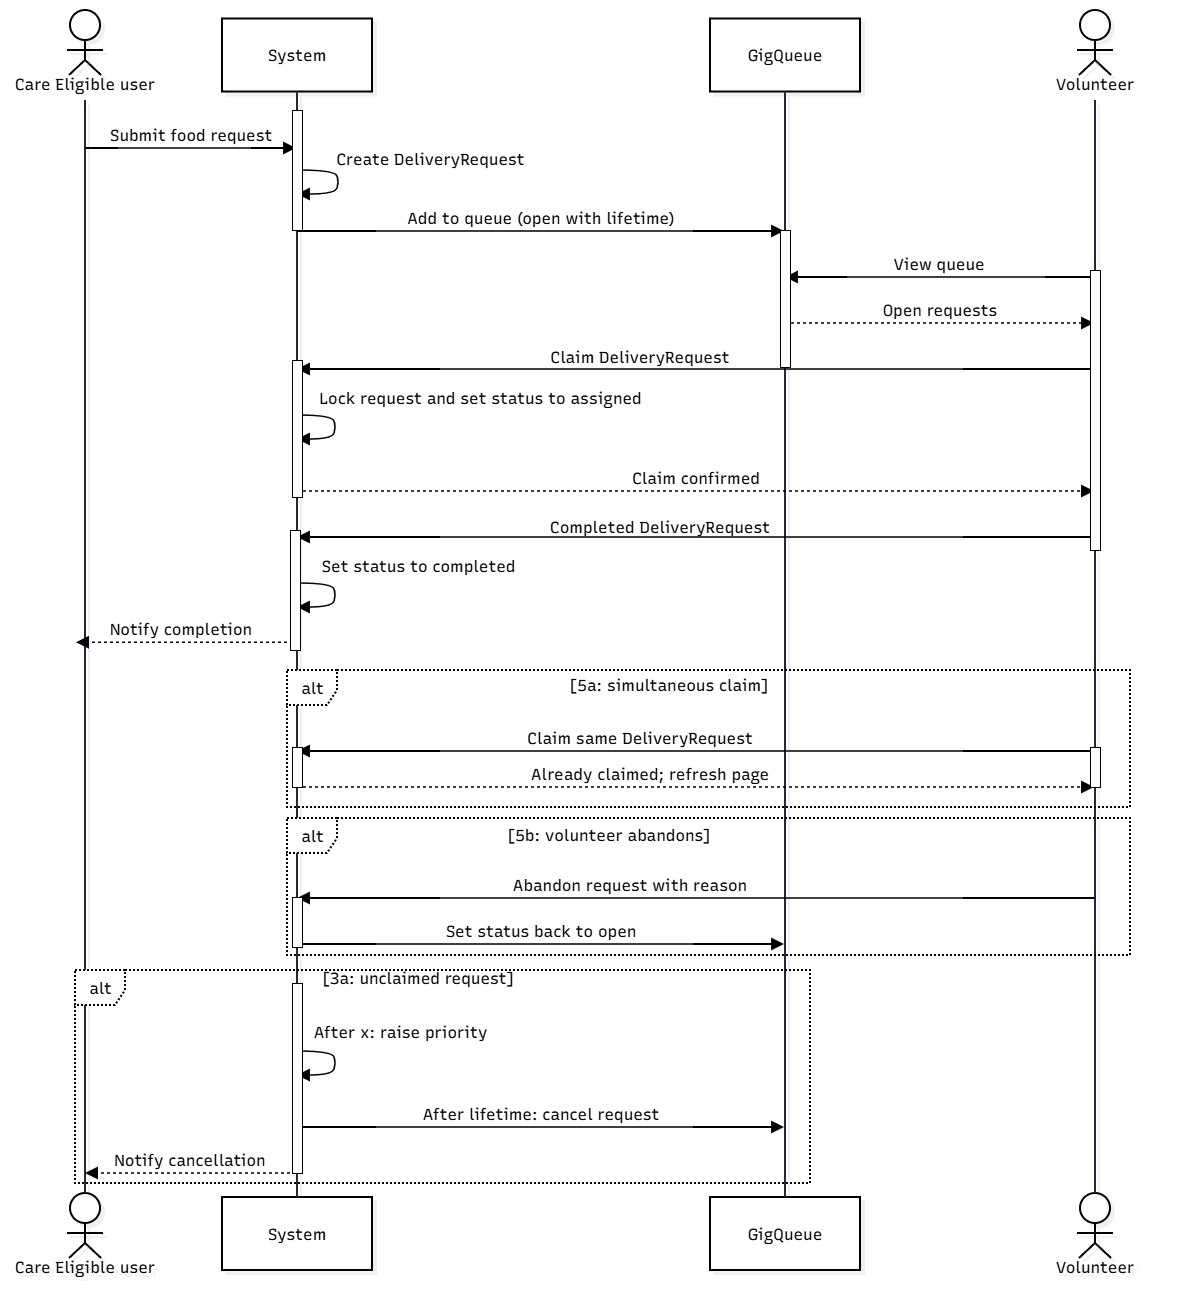 Care Eligible user
System
GigQueue
Volunteer
Submit food request
Create DeliveryRequest
Add to queue (open with lifetime)
View queue
Open requests
Claim DeliveryRequest
Lock request and set status to assigned
Claim confirmed
Completed DeliveryRequest
Set status to completed
Notify completion
alt
[5a: simultaneous claim]
Claim same DeliveryRequest
Already claimed; refresh page
alt
[5b: volunteer abandons]
Abandon request with reason
Set status back to open
alt
[3a: unclaimed request]
After x: raise priority
After lifetime: cancel request
Notify cancellation
Care Eligible user
System
GigQueue
Volunteer